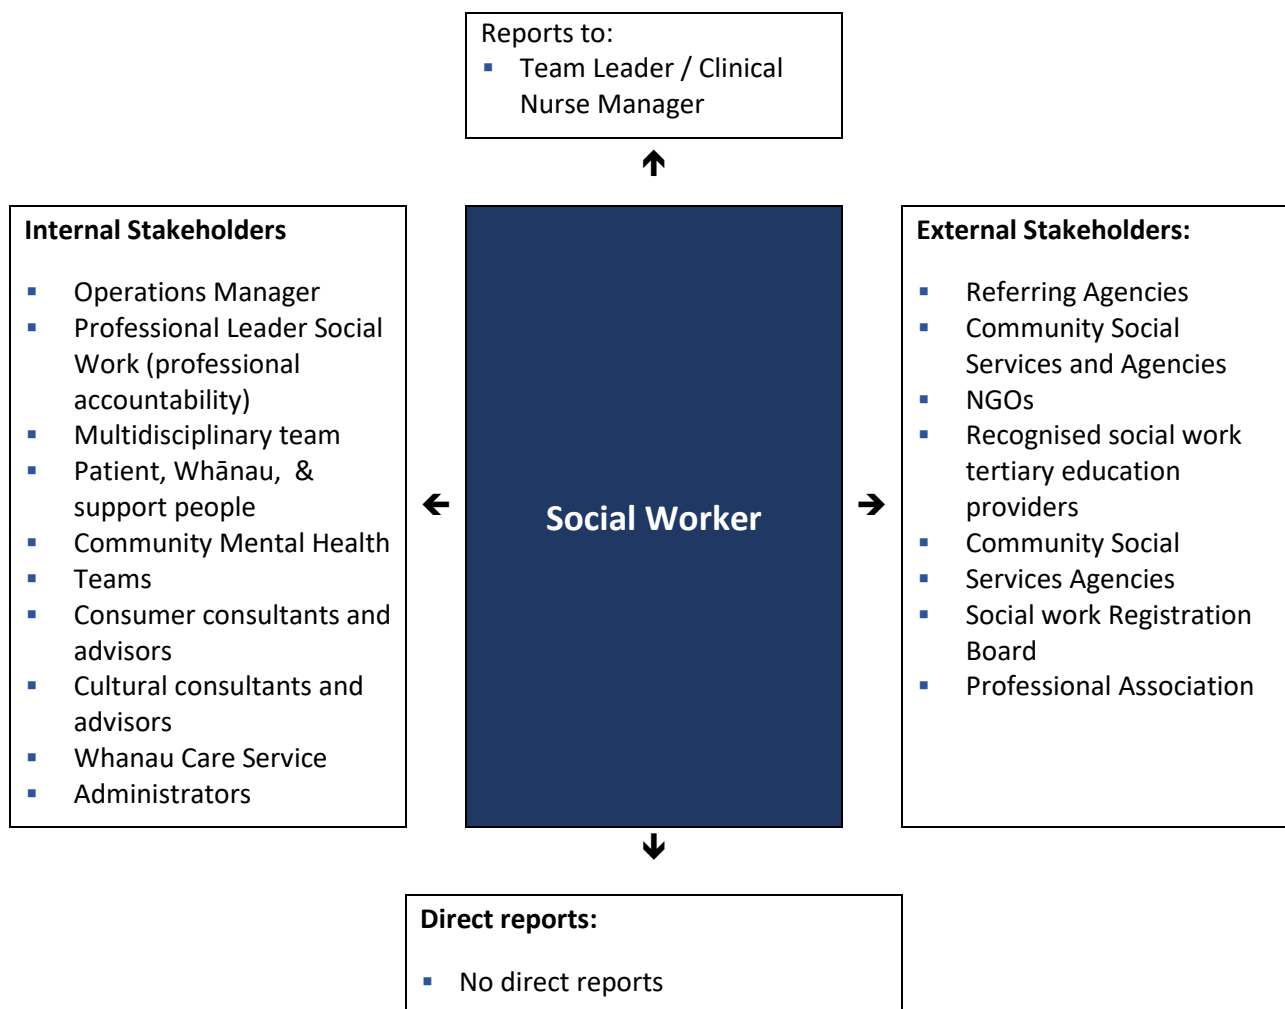 Reports to:
▪ Team Leader / Clinical
Nurse Manager
Internal Stakeholders
▪ Operations Manager
▪ Professional Leader Social
Work (professional
accountability)
▪ Multidisciplinary team
▪ Patient, Whānau, &
support people
▪ Community Mental Health
▪ Teams
▪ Consumer consultants and
advisors
▪ Cultural consultants and
advisors
▪ Whanau Care Service
▪ Administrators
Social Worker
External Stakeholders:
▪ Referring Agencies
▪ Community Social
Services and Agencies
▪ NGOs
▪ Recognised social work
tertiary education
providers
▪ Community Social
▪ Services Agencies
▪ Social work Registration
Board
▪ Professional Association
Direct reports:
▪ No direct reports